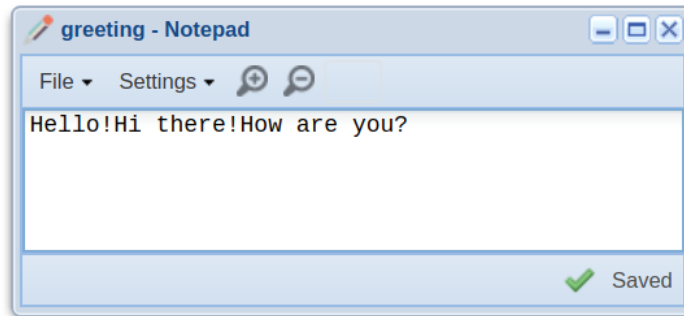 greeting - Notepad
File Settings
Hello!Hi there!How are you?
Saved